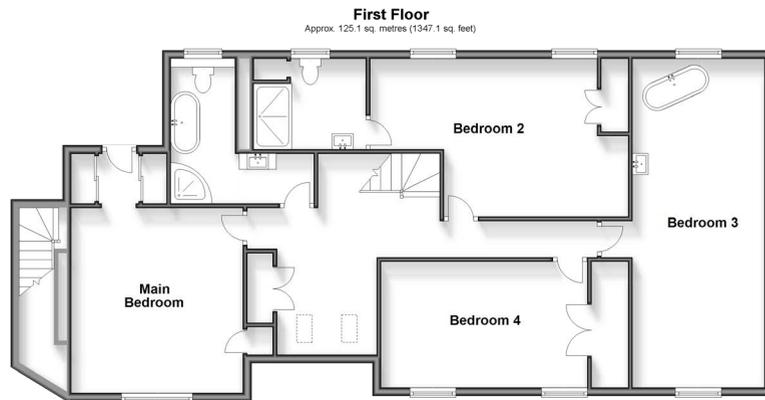 First Floor
Approx. 125.1 sq. metres (1347.1 sq. feet)
Bedroom 2
Bedroom 3
Main
Bedroom
Bedroom 4